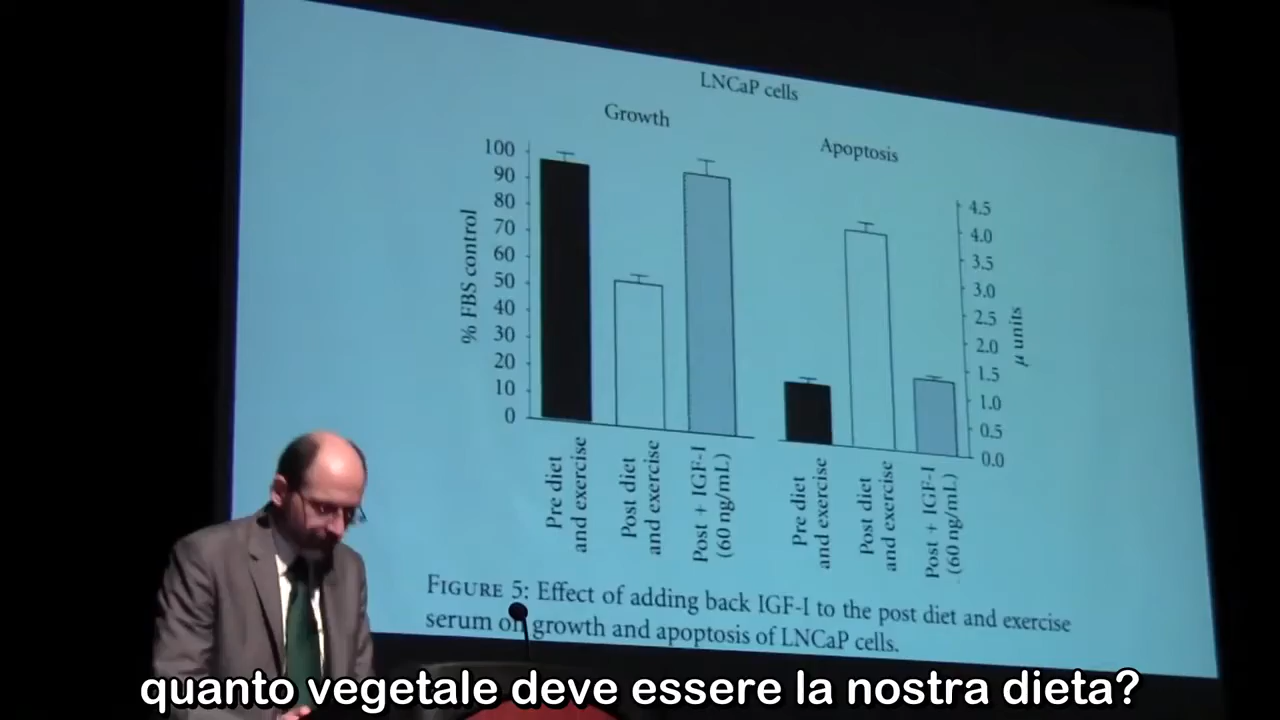 LNCaP cells
Growth
Apoptosis
% FBS control
100
90
80
70
60
50
40
30
20
10
0
4.5
4.0
3.5
3.0
2.5
2.0
1.5
1.0
0.5
0.0
μ units
Pre diet
and exercise
Post diet
and exercise
Post + IGF-I
(60 ng/mL)
Pre diet
and exercise
Post diet
and exercise
Post + IGF-I
(60 ng/mL)
FIGURE 5: Effect of adding back IGF-I to the post diet and exercise
serum on growth and apoptosis of LNCaP cells.
quanto vegetale deve essere la nostra dieta?